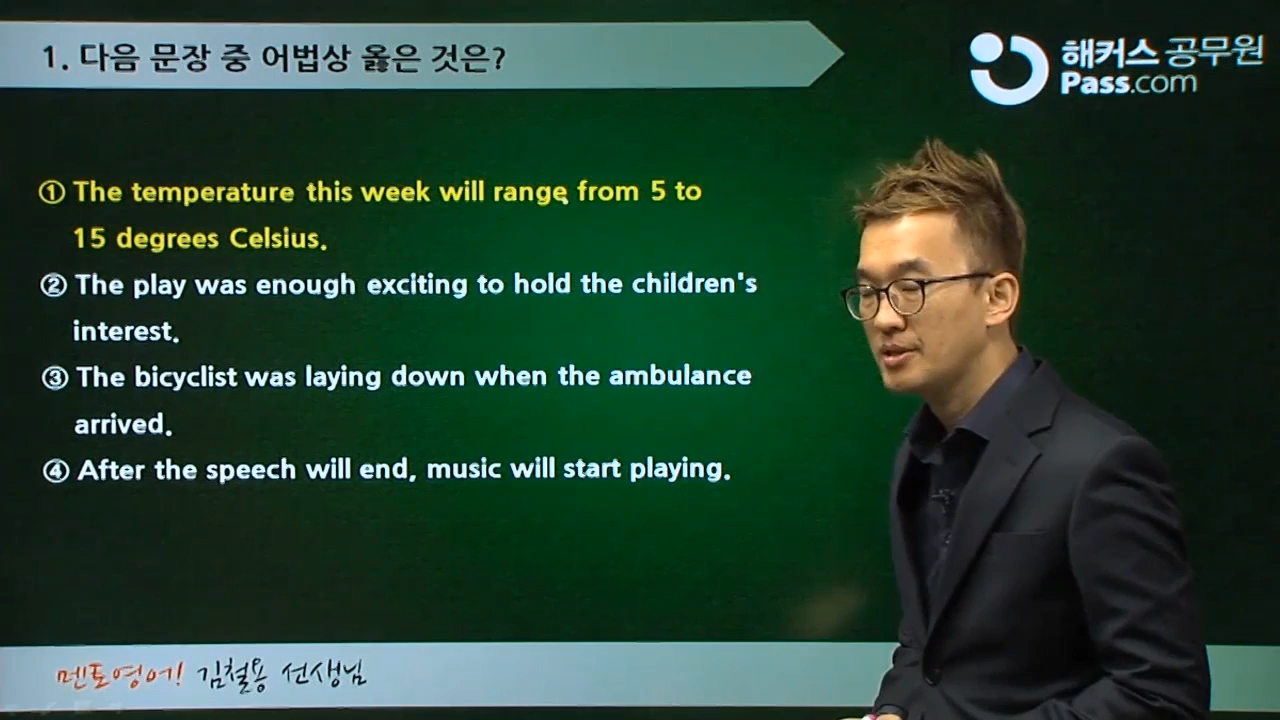 1. 다음 문장 중 어법상 옳은 것은?
해커스 공무원
Pass.com
① The temperature this week will range from 5 to
15 degrees Celsius.
② The play was enough exciting to hold the children's
interest.
③ The bicyclist was laying down when the ambulance
arrived.
④ After the speech will end, music will start playing.
멘토영어! 김철용 선생님